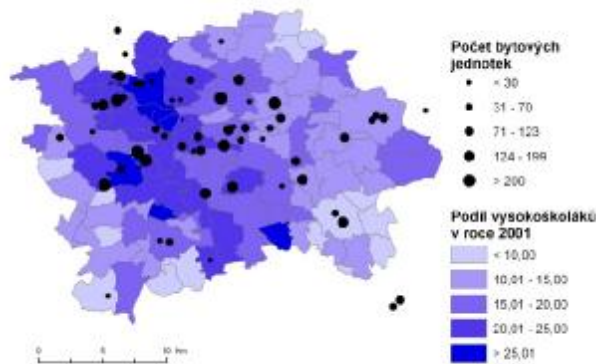 Počet bytových
jednotek
< 30
31 - 70
71 - 123
124 - 199
> 200
Podíl vysokoškoláků
v roce 2001
< 10,00
10,01 - 15,00
15,01 - 20,00
20,01 - 25,00
> 25,01
0 5 10 km